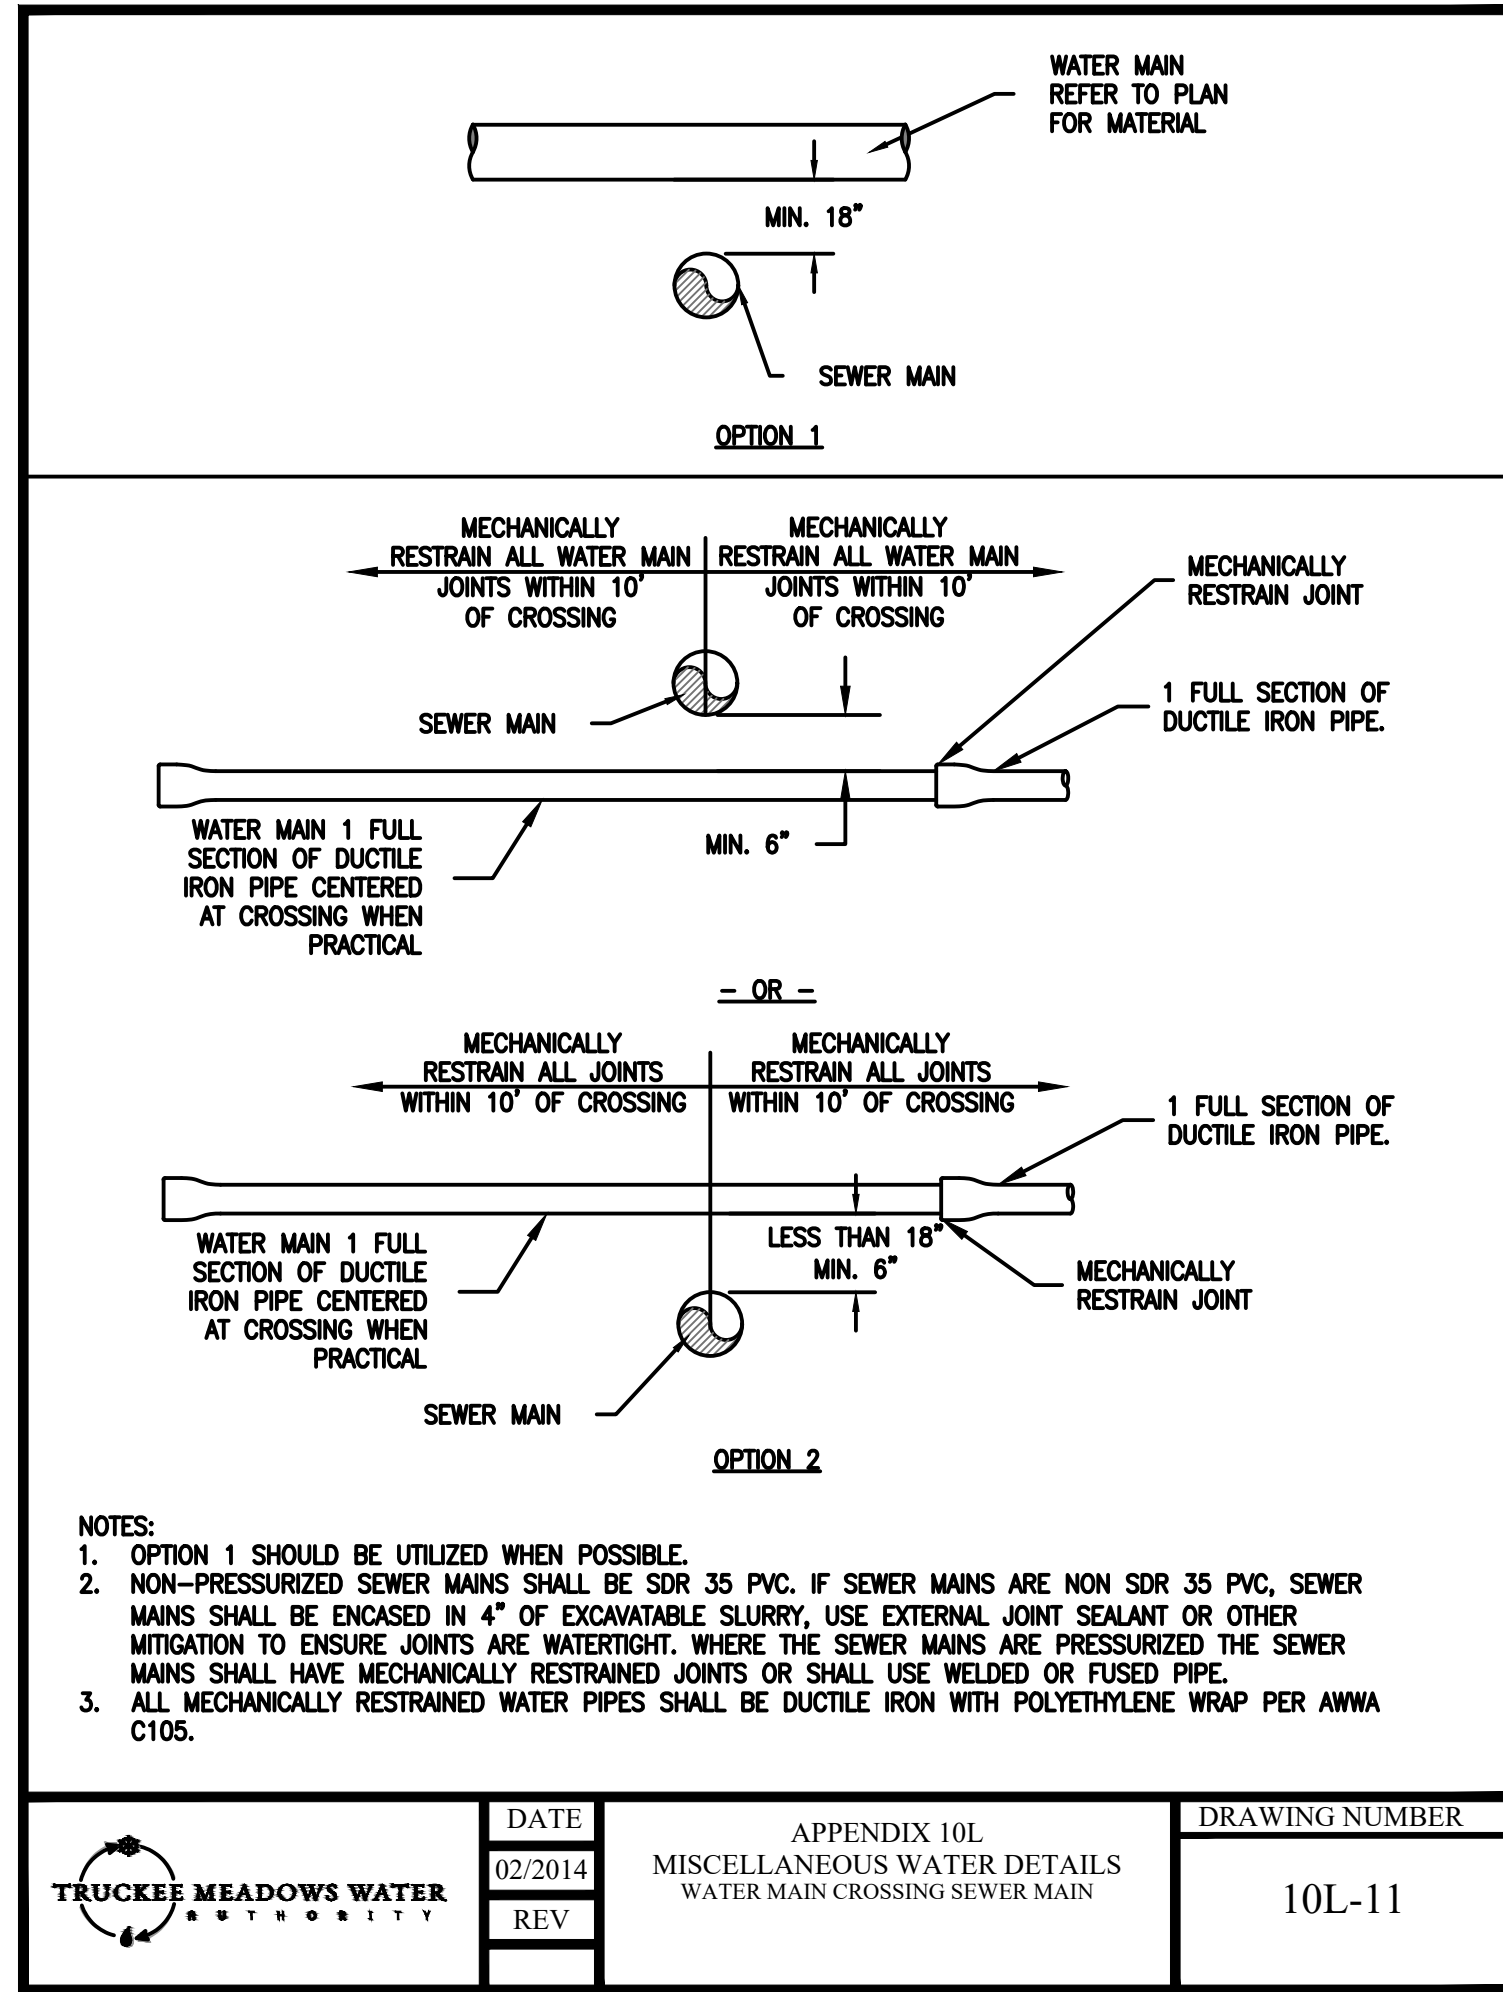 WATER MAIN
REFER TO PLAN
FOR MATERIAL
MIN. 18"
SEWER MAIN
OPTION 1
MECHANICALLY
RESTRAIN ALL WATER MAIN
JOINTS WITHIN 10'
OF CROSSING
MECHANICALLY
RESTRAIN ALL WATER MAIN
JOINTS WITHIN 10'
OF CROSSING
MECHANICALLY
RESTRAIN JOINT
1 FULL SECTION OF
DUCTILE IRON PIPE.
SEWER MAIN
WATER MAIN 1 FULL
SECTION OF DUCTILE
IRON PIPE CENTERED
AT CROSSING WHEN
PRACTICAL
MIN. 6"
- OR -
MECHANICALLY
RESTRAIN ALL JOINTS
WITHIN 10' OF CROSSING
MECHANICALLY
RESTRAIN ALL JOINTS
WITHIN 10' OF CROSSING
1 FULL SECTION OF
DUCTILE IRON PIPE.
WATER MAIN 1 FULL
SECTION OF DUCTILE
IRON PIPE CENTERED
AT CROSSING WHEN
PRACTICAL
LESS THAN 18"
MIN. 6"
MECHANICALLY
RESTRAIN JOINT
SEWER MAIN
OPTION 2
NOTES:
1. OPTION 1 SHOULD BE UTILIZED WHEN POSSIBLE.
2. NON-PRESSURIZED SEWER MAINS SHALL BE SDR 35 PVC. IF SEWER MAINS ARE NON SDR 35 PVC, SEWER
MAINS SHALL BE ENCASED IN 4" OF EXCAVATABLE SLURRY, USE EXTERNAL JOINT SEALANT OR OTHER
MITIGATION TO ENSURE JOINTS ARE WATERTIGHT. WHERE THE SEWER MAINS ARE PRESSURIZED THE SEWER
MAINS SHALL HAVE MECHANICALLY RESTRAINED JOINTS OR SHALL USE WELDED OR FUSED PIPE.
3. ALL MECHANICALLY RESTRAINED WATER PIPES SHALL BE DUCTILE IRON WITH POLYETHYLENE WRAP PER AWWA
C105.
TRUCKEE MEADOWS WATER
AUTHORITY
DATE
02/2014
REV
APPENDIX 10L
MISCELLANEOUS WATER DETAILS
WATER MAIN CROSSING SEWER MAIN
DRAWING NUMBER
10L-11